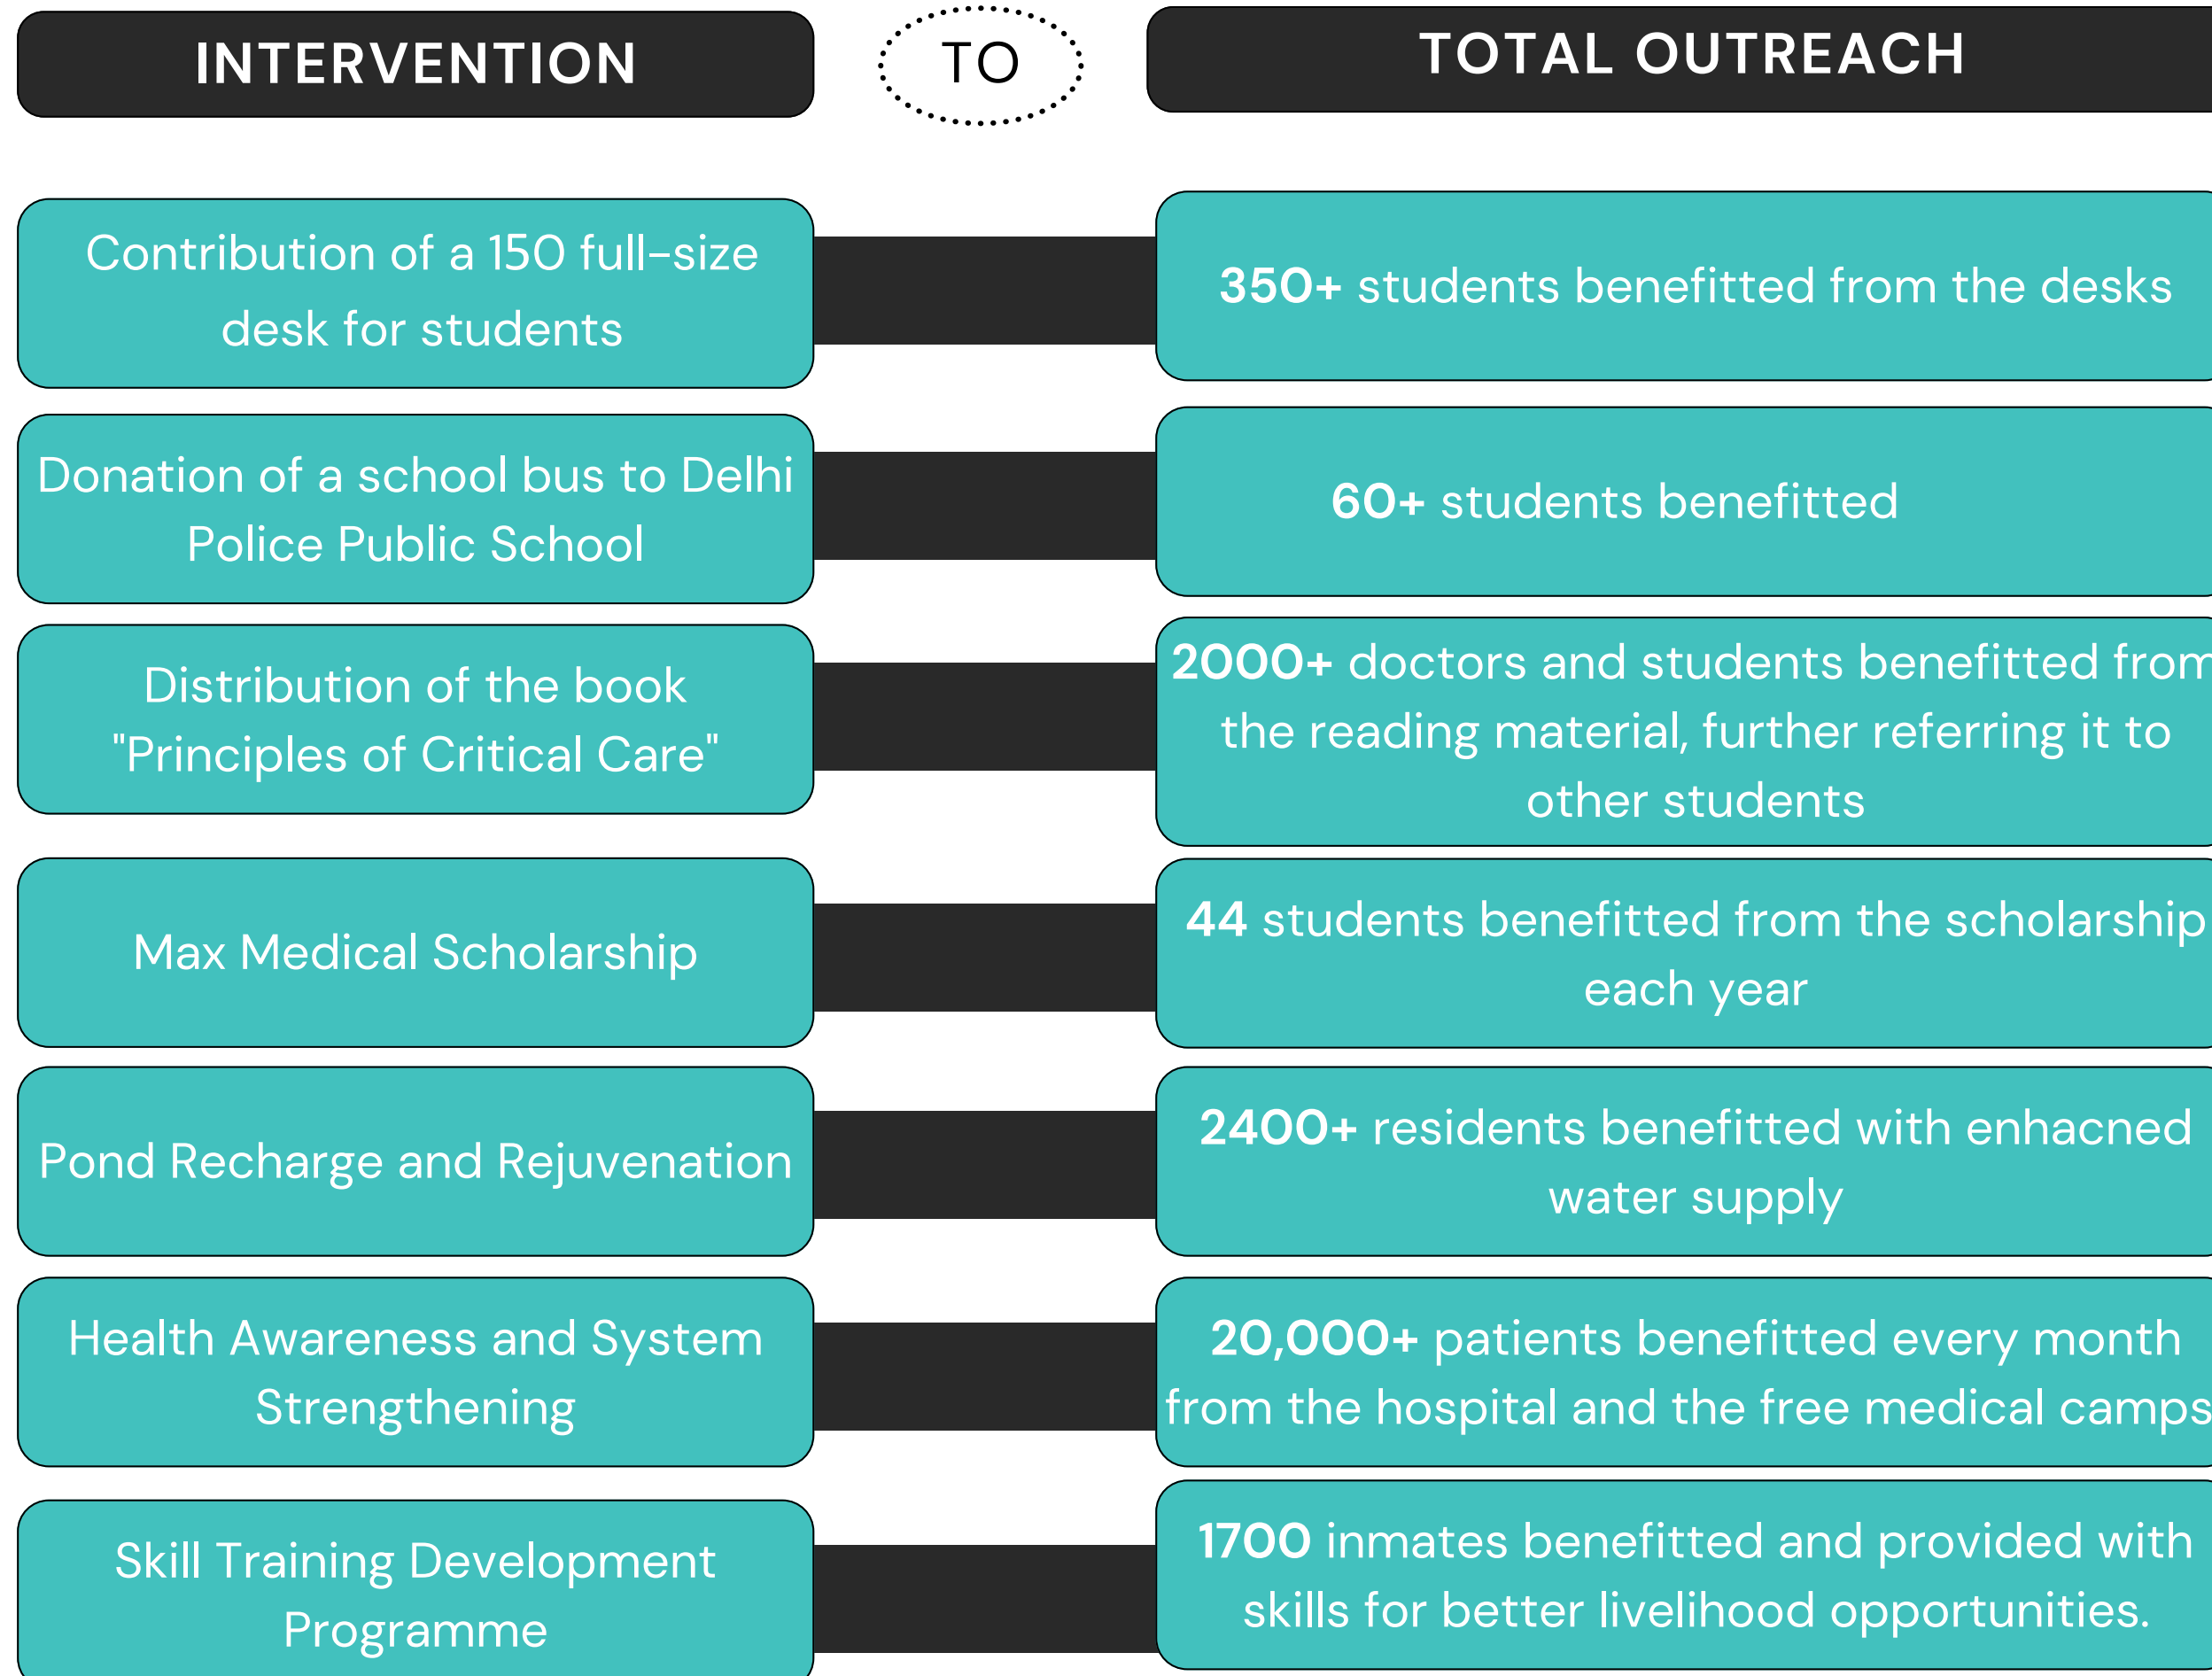 INTERVENTION
TO
TOTAL OUTREACH
Contribution of a 150 full-size
desk for students
350+ students benefitted from the desks
Donation of a school bus to Delhi
Police Public School
60+ students benefitted
Distribution of the book
"Principles of Critical Care"
2000+ doctors and students benefitted from
the reading material, further referring it to
other students
Max Medical Scholarship
44 students benefitted from the scholarship
each year
Pond Recharge and Rejuvenation
2400+ residents benefitted with enhacned
water supply
Health Awareness and System
Strengthening
20,000+ patients benefitted every month
from the hospital and the free medical camps
Skill Training Development
Programme
1700 inmates benefitted and provided with
skills for better livelihood opportunities.